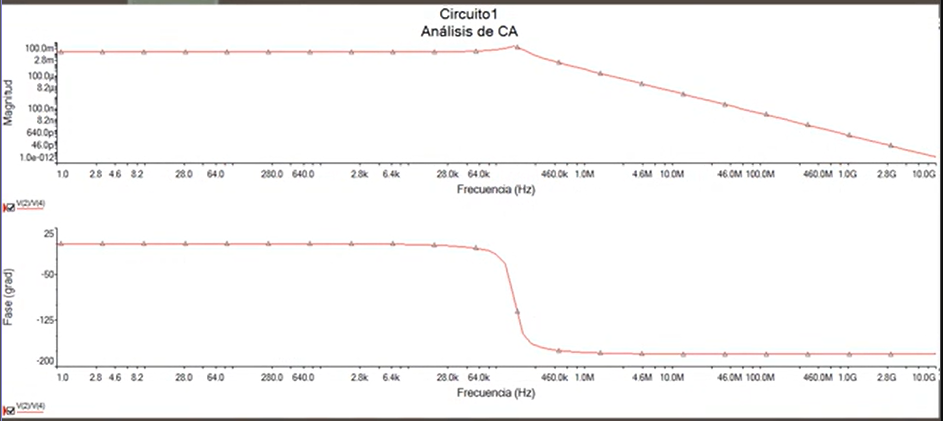 Circuito1
Análisis de CA
Magnitud
100.0m
2.8m
100.0µ
8.2µ
100.0n
8.2n
640.0p
46.0p
1.0e-012
1.0 2.8 4.6 8.2 28.0 64.0 280.0 640.0 2.8k 6.4k 28.0k 64.0k 460.0k 1.0M 4.6M 10.0M 46.0M 100.0M 460.0M 1.0G 2.8G 10.0G
Frecuencia (Hz)
V(2)/V(4)
Fase (grad)
25
-50
-125
-200
1.0 2.8 4.6 8.2 28.0 64.0 280.0 640.0 2.8k 6.4k 28.0k 64.0k 460.0k 1.0M 4.6M 10.0M 46.0M 100.0M 460.0M 1.0G 2.8G 10.0G
Frecuencia (Hz)
V(2)/V(4)